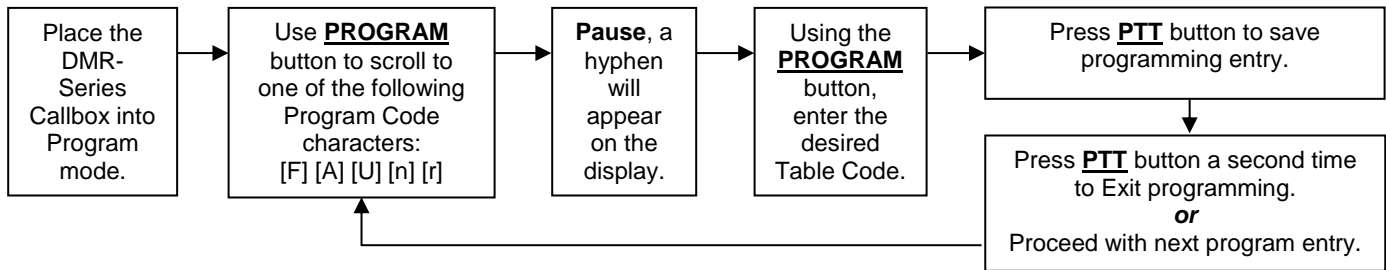 Place the
DMR-
Series
Callbox into
Program
mode.
Use PROGRAM
button to scroll to
one of the following
Program Code
characters:
[F] [A] [U] [n] [r]
Pause, a
hyphen
will
appear
on the
display.
Using the
PROGRAM
button,
enter the
desired
Table Code.
Press PTT button to save
programming entry.
Press PTT button a second time
to Exit programming.
or
Proceed with next program entry.